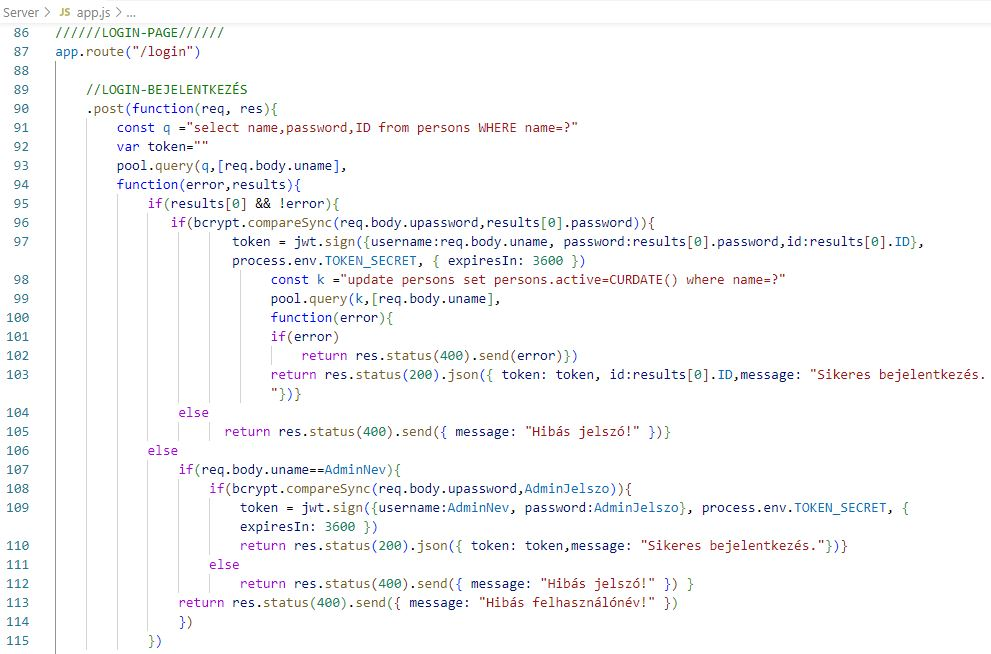 Server > JS app.js > ...
86 //////LOGIN-PAGE//////
87 app.route("/login")
88
89 //LOGIN-BEJELENTKEZÉS
90 .post(function(req, res){
91 const q ="select name,password,ID from persons WHERE name=?"
92 var token=""
93 pool.query(q,[req.body.uname],
94 function(error,results){
95 if(results[0] && !error){
96 if(bcrypt.compareSync(req.body.upassword,results[0].password)){
97 token = jwt.sign({username:req.body.uname, password:results[0].password,id:results[0].ID},
process.env.TOKEN_SECRET, { expiresIn: 3600 })
98 const k ="update persons set persons.active=CURDATE() where name=?"
99 pool.query(k,[req.body.uname],
100 function(error){
101 if(error)
102 return res.status(400).send(error)})
103 return res.status(200).json({ token: token, id:results[0].ID,message: "Sikeres bejelentkezés.
"})}
104 else
105 return res.status(400).send({ message: "Hibás jelszó!" })}
106 else
107 if(req.body.uname==AdminNev){
108 if(bcrypt.compareSync(req.body.upassword,AdminJelszo)){
109 token = jwt.sign({username:AdminNev, password:AdminJelszo}, process.env.TOKEN_SECRET, {
expiresIn: 3600 })
110 return res.status(200).json({ token: token,message: "Sikeres bejelentkezés."})}
111 else
112 return res.status(400).send({ message: "Hibás jelszó!" }) }
113 return res.status(400).send({ message: "Hibás felhasználónév!" })
114 })
115 })